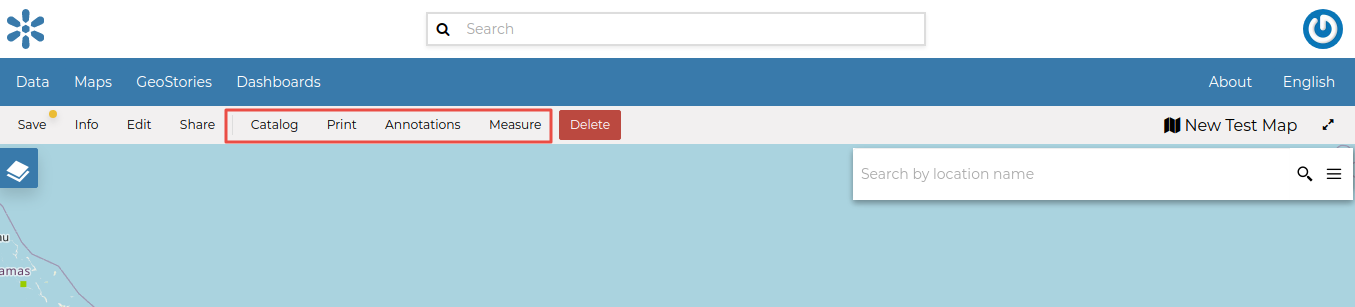 Search
Data Maps GeoStories Dashboards About English
Save Info Edit Share Catalog Print Annotations Measure Delete New Test Map
Search by location name
au
amas